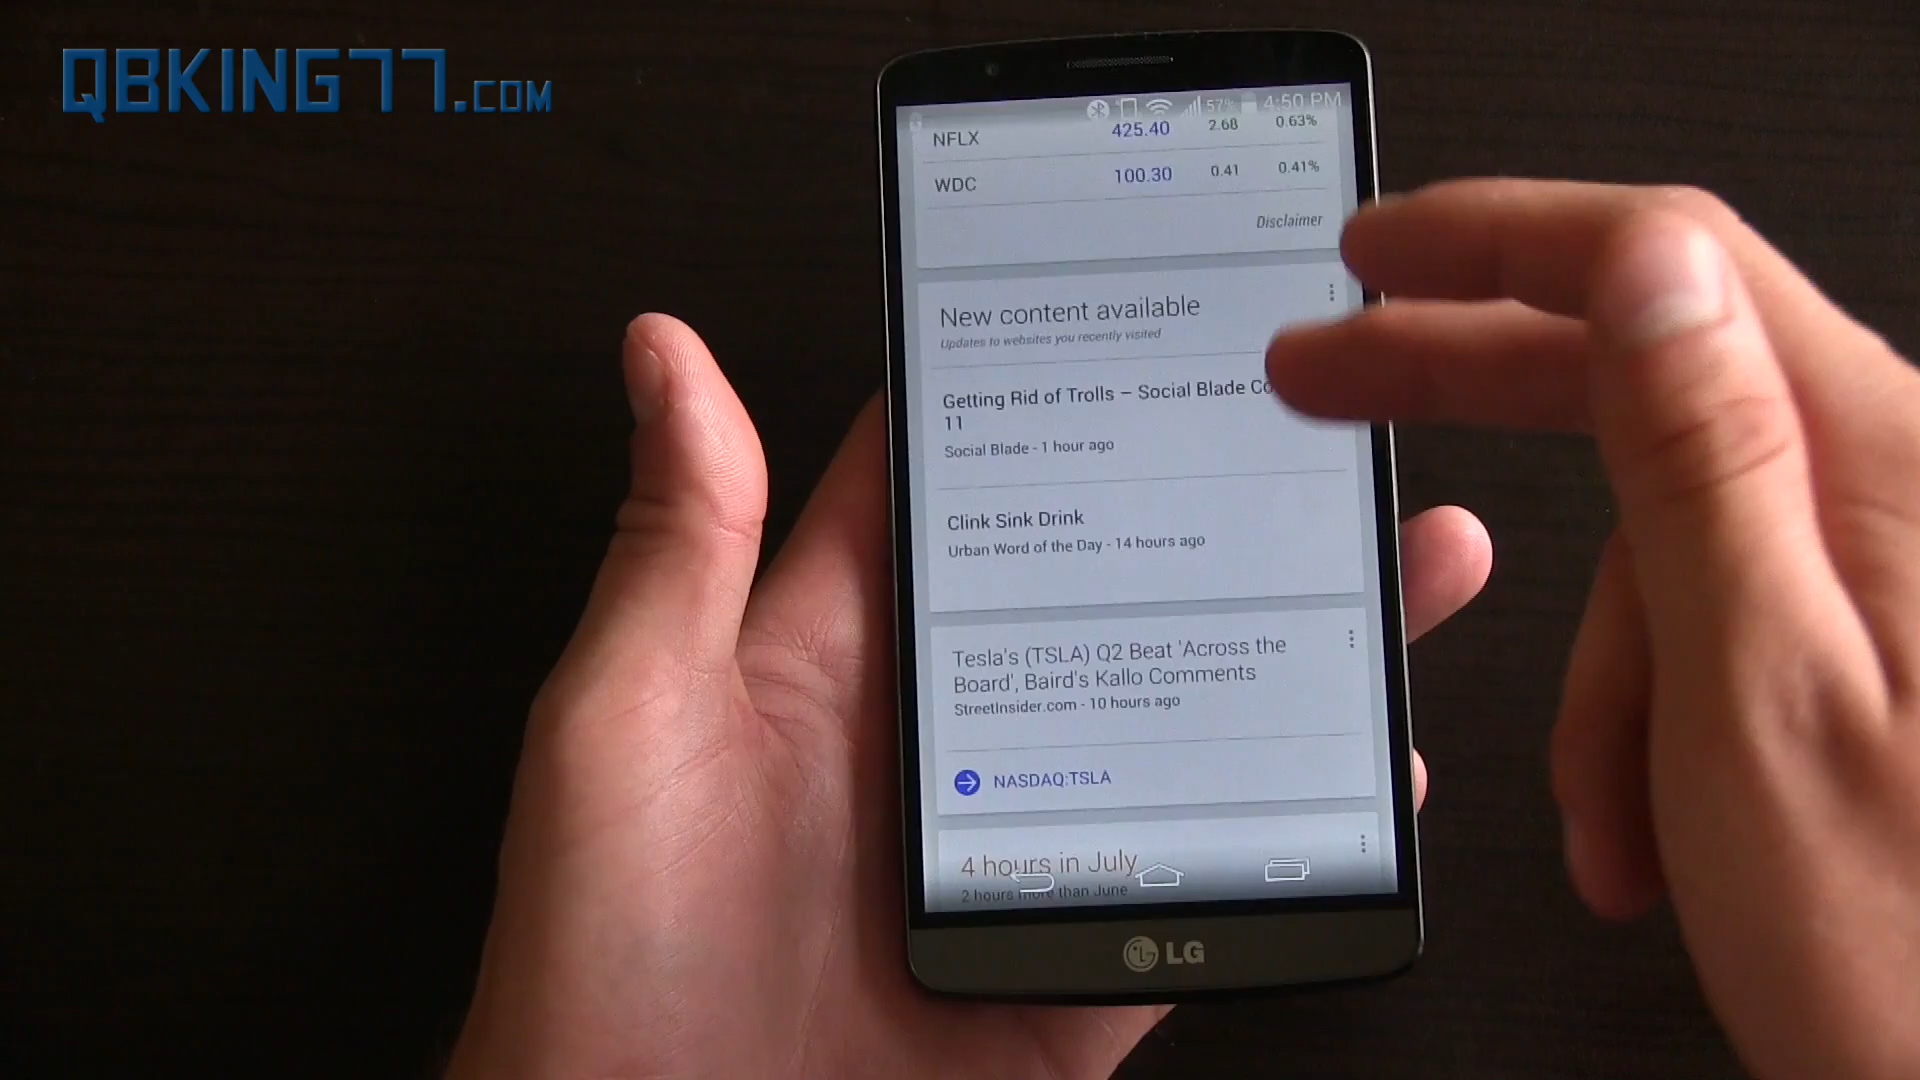 QBKING77.COM
57% 4:50 PM
NFLX 425.40 2.68 0.63%
WDC 100.30 0.41 0.41%
Disclaimer
New content available
Updates to websites you recently visited
Getting Rid of Trolls – Social Blade
11
Social Blade - 1 hour ago
Clink Sink Drink
Urban Word of the Day - 14 hours ago
Tesla's (TSLA) Q2 Beat 'Across the
Board', Baird's Kallo Comments
StreetInsider.com - 10 hours ago
NASDAQ:TSLA
4 hours in July
2 hours more than June
LG